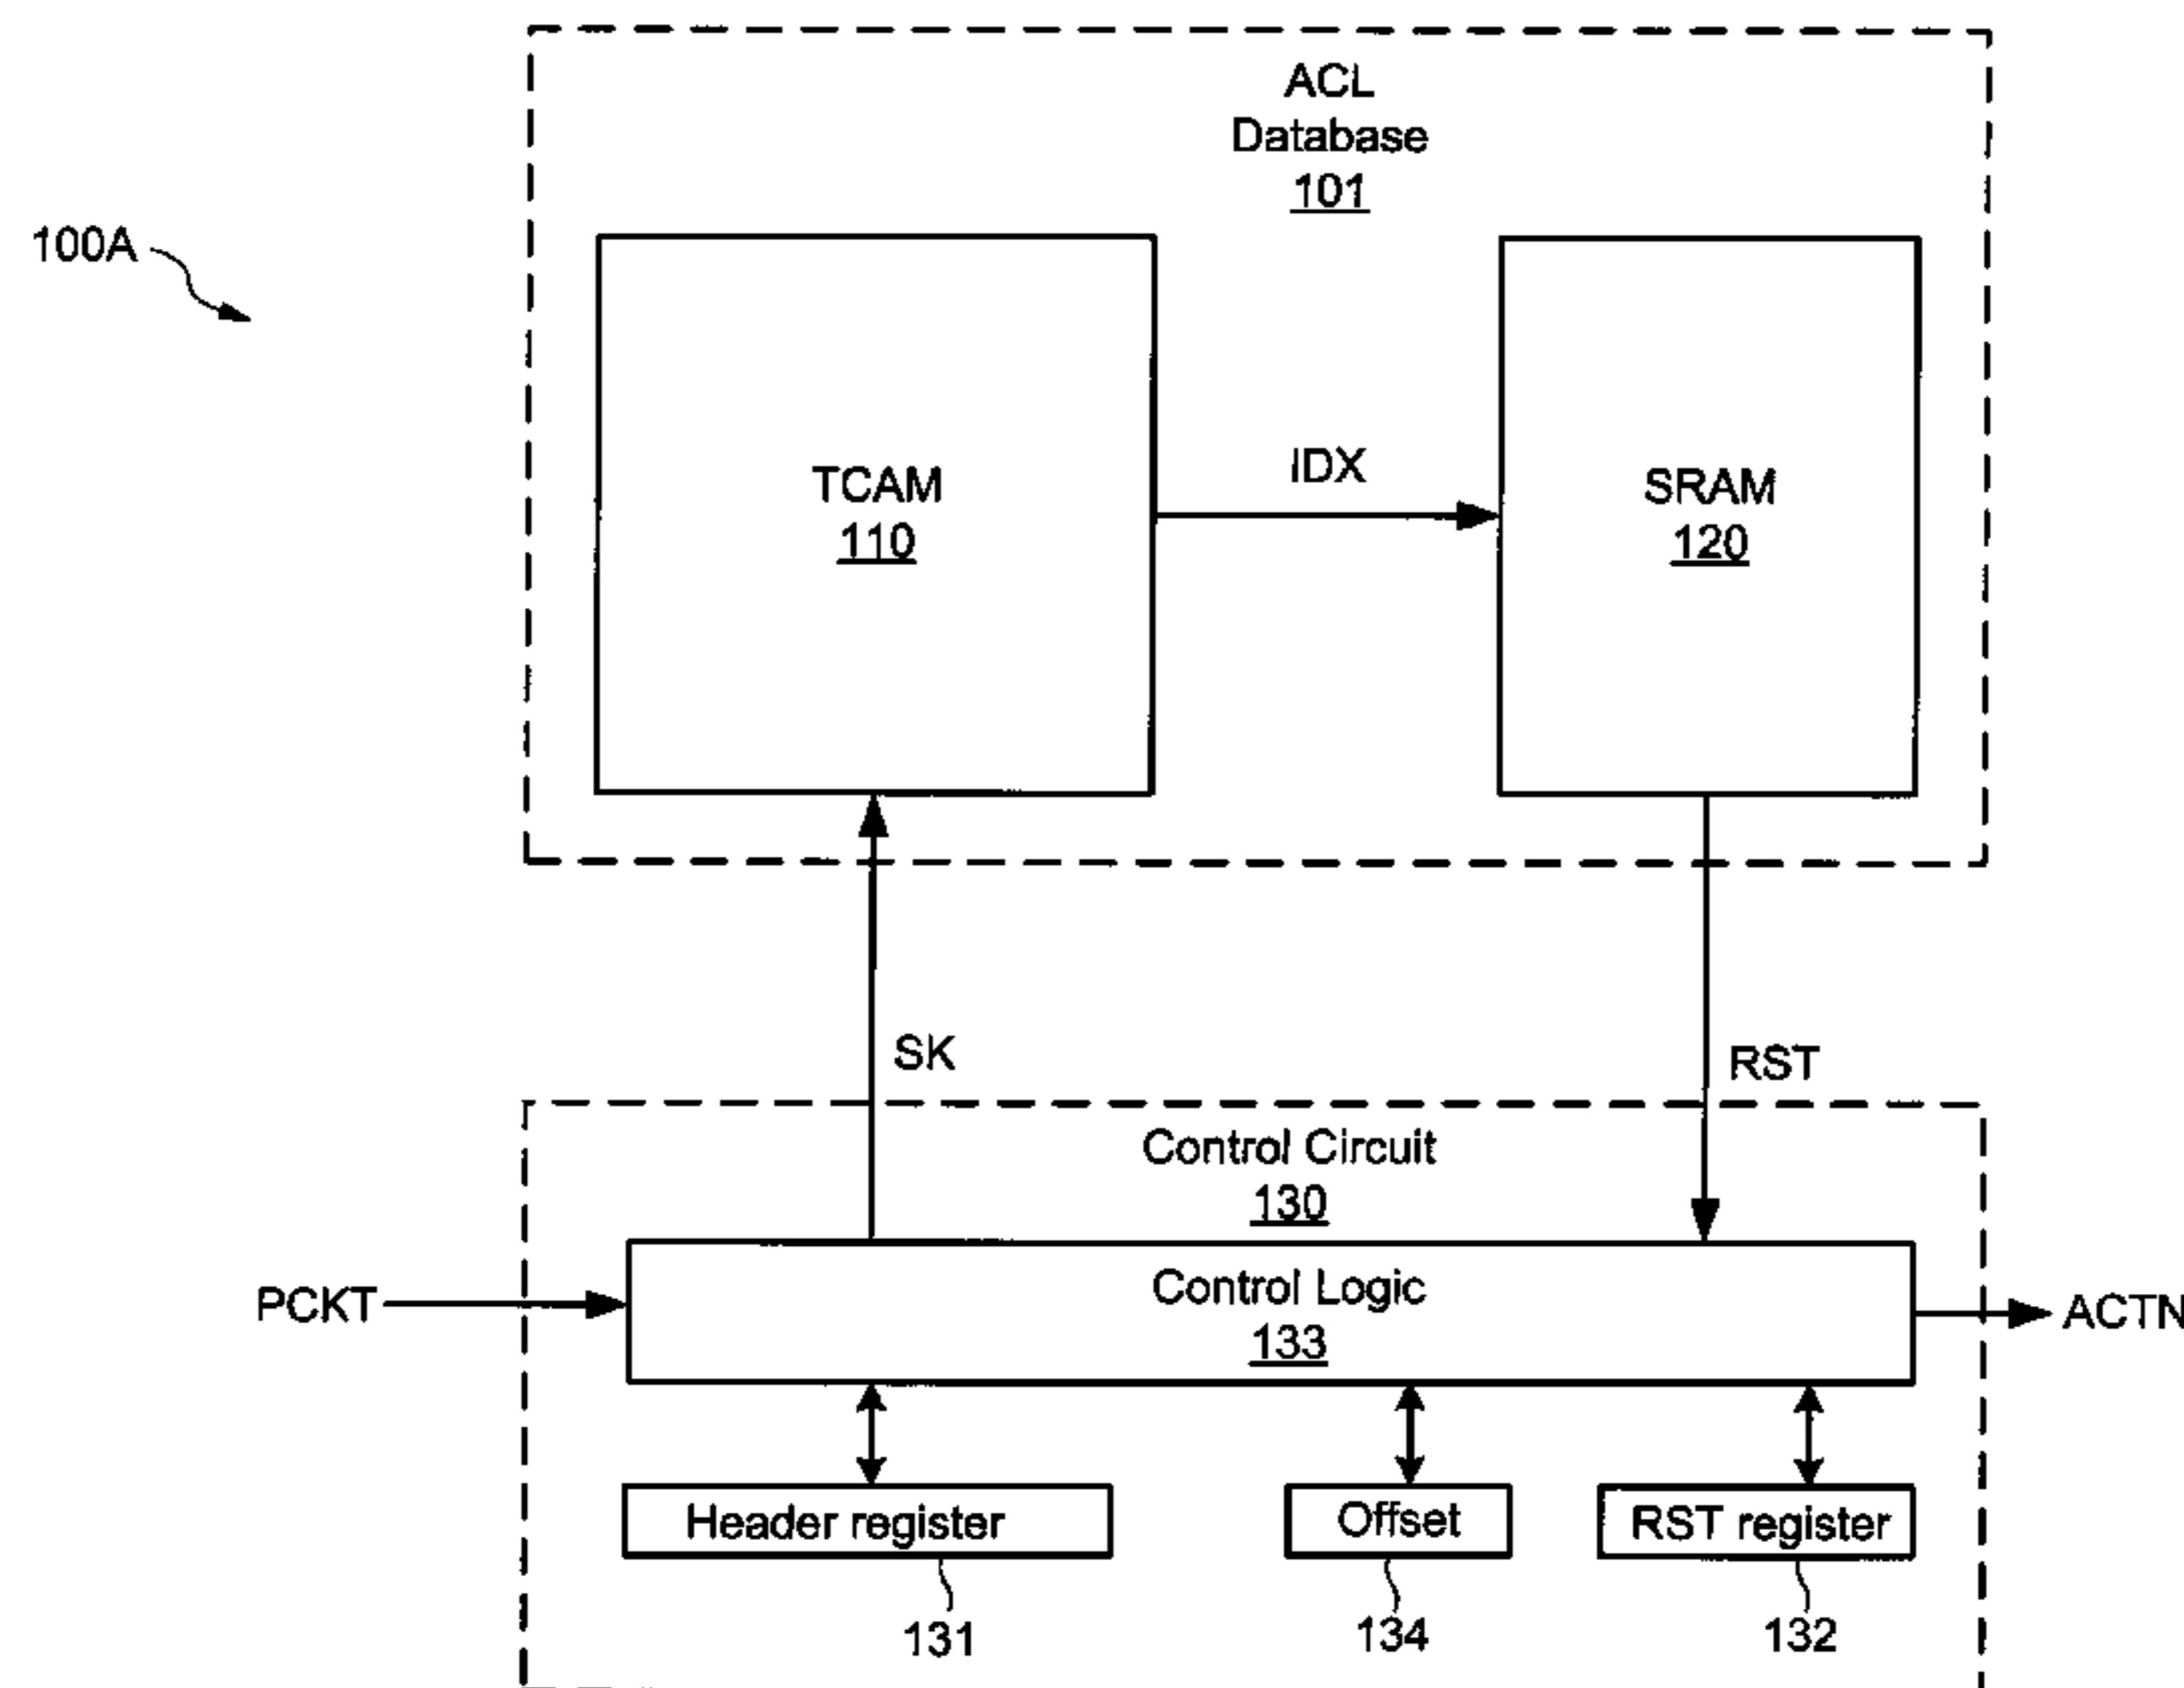 ACL
Database
101
100A
TCAM
110
IDX
SRAM
120
SK
RST
Control Circuit
130
PCKT
Control Logic
133
ACTN
Header register
Offset
RST register
131
134
132